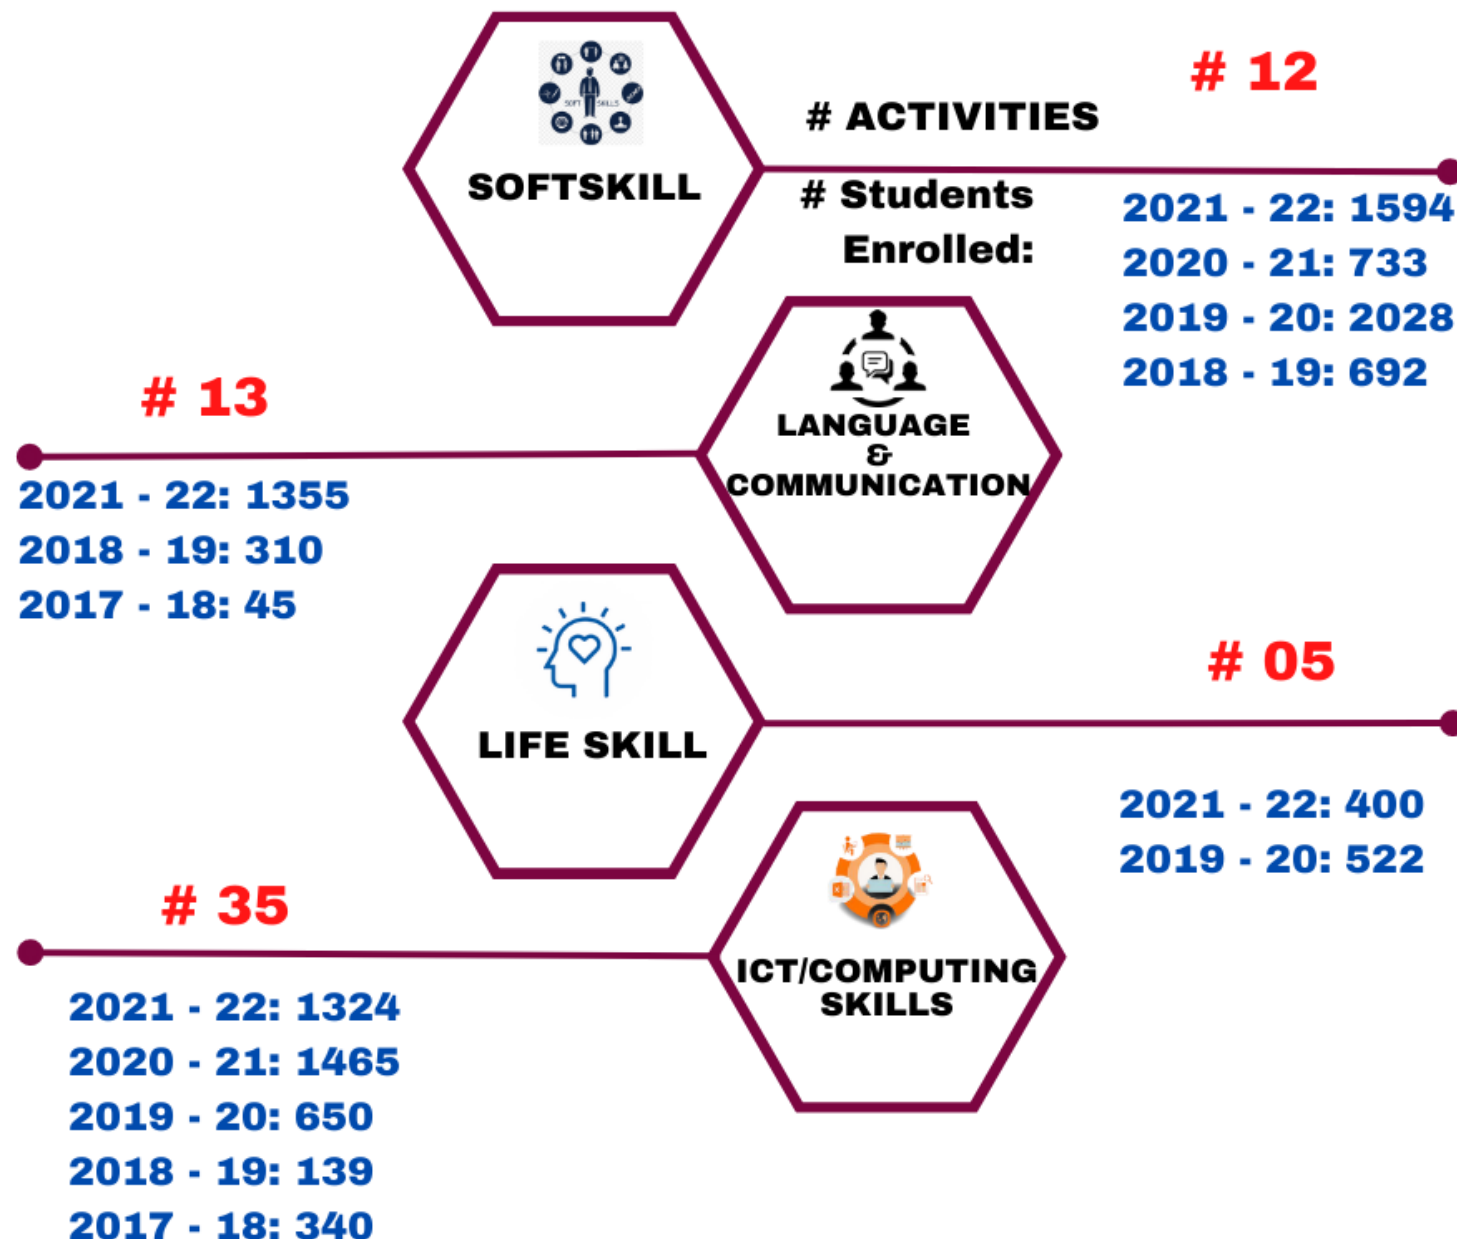 SOFT SKILLS
SOFTSKILL
# ACTIVITIES
# 12
# Students
Enrolled:
2021 - 22: 1594
2020 - 21: 733
2019 - 20: 2028
2018 - 19: 692
LANGUAGE
&
COMMUNICATION
# 13
2021 - 22: 1355
2018 - 19: 310
2017 - 18: 45
LIFE SKILL
# 05
2021 - 22: 400
2019 - 20: 522
ICT/COMPUTING
SKILLS
# 35
2021 - 22: 1324
2020 - 21: 1465
2019 - 20: 650
2018 - 19: 139
2017 - 18: 340